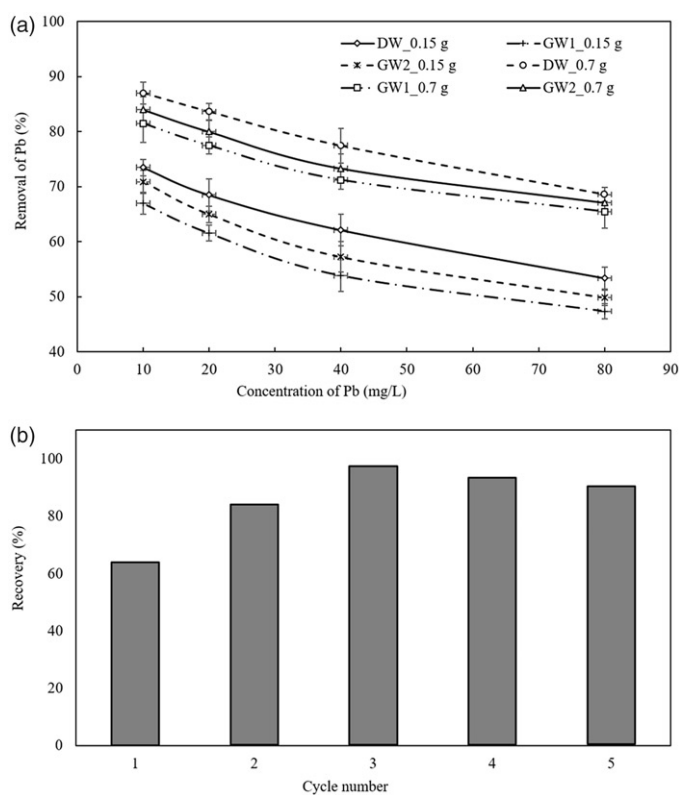 (a)
100
90
80
70
60
50
40
Removal of Pb (%)
DW_0.15 g GW1_0.15 g
GW2_0.15 g DW_0.7 g
GW1_0.7 g GW2_0.7 g
0 10 20 30 40 50 60 70 80 90
Concentration of Pb (mg/L)
(b)
100
80
60
40
20
0
Recovery (%)
1 2 3 4 5
Cycle number